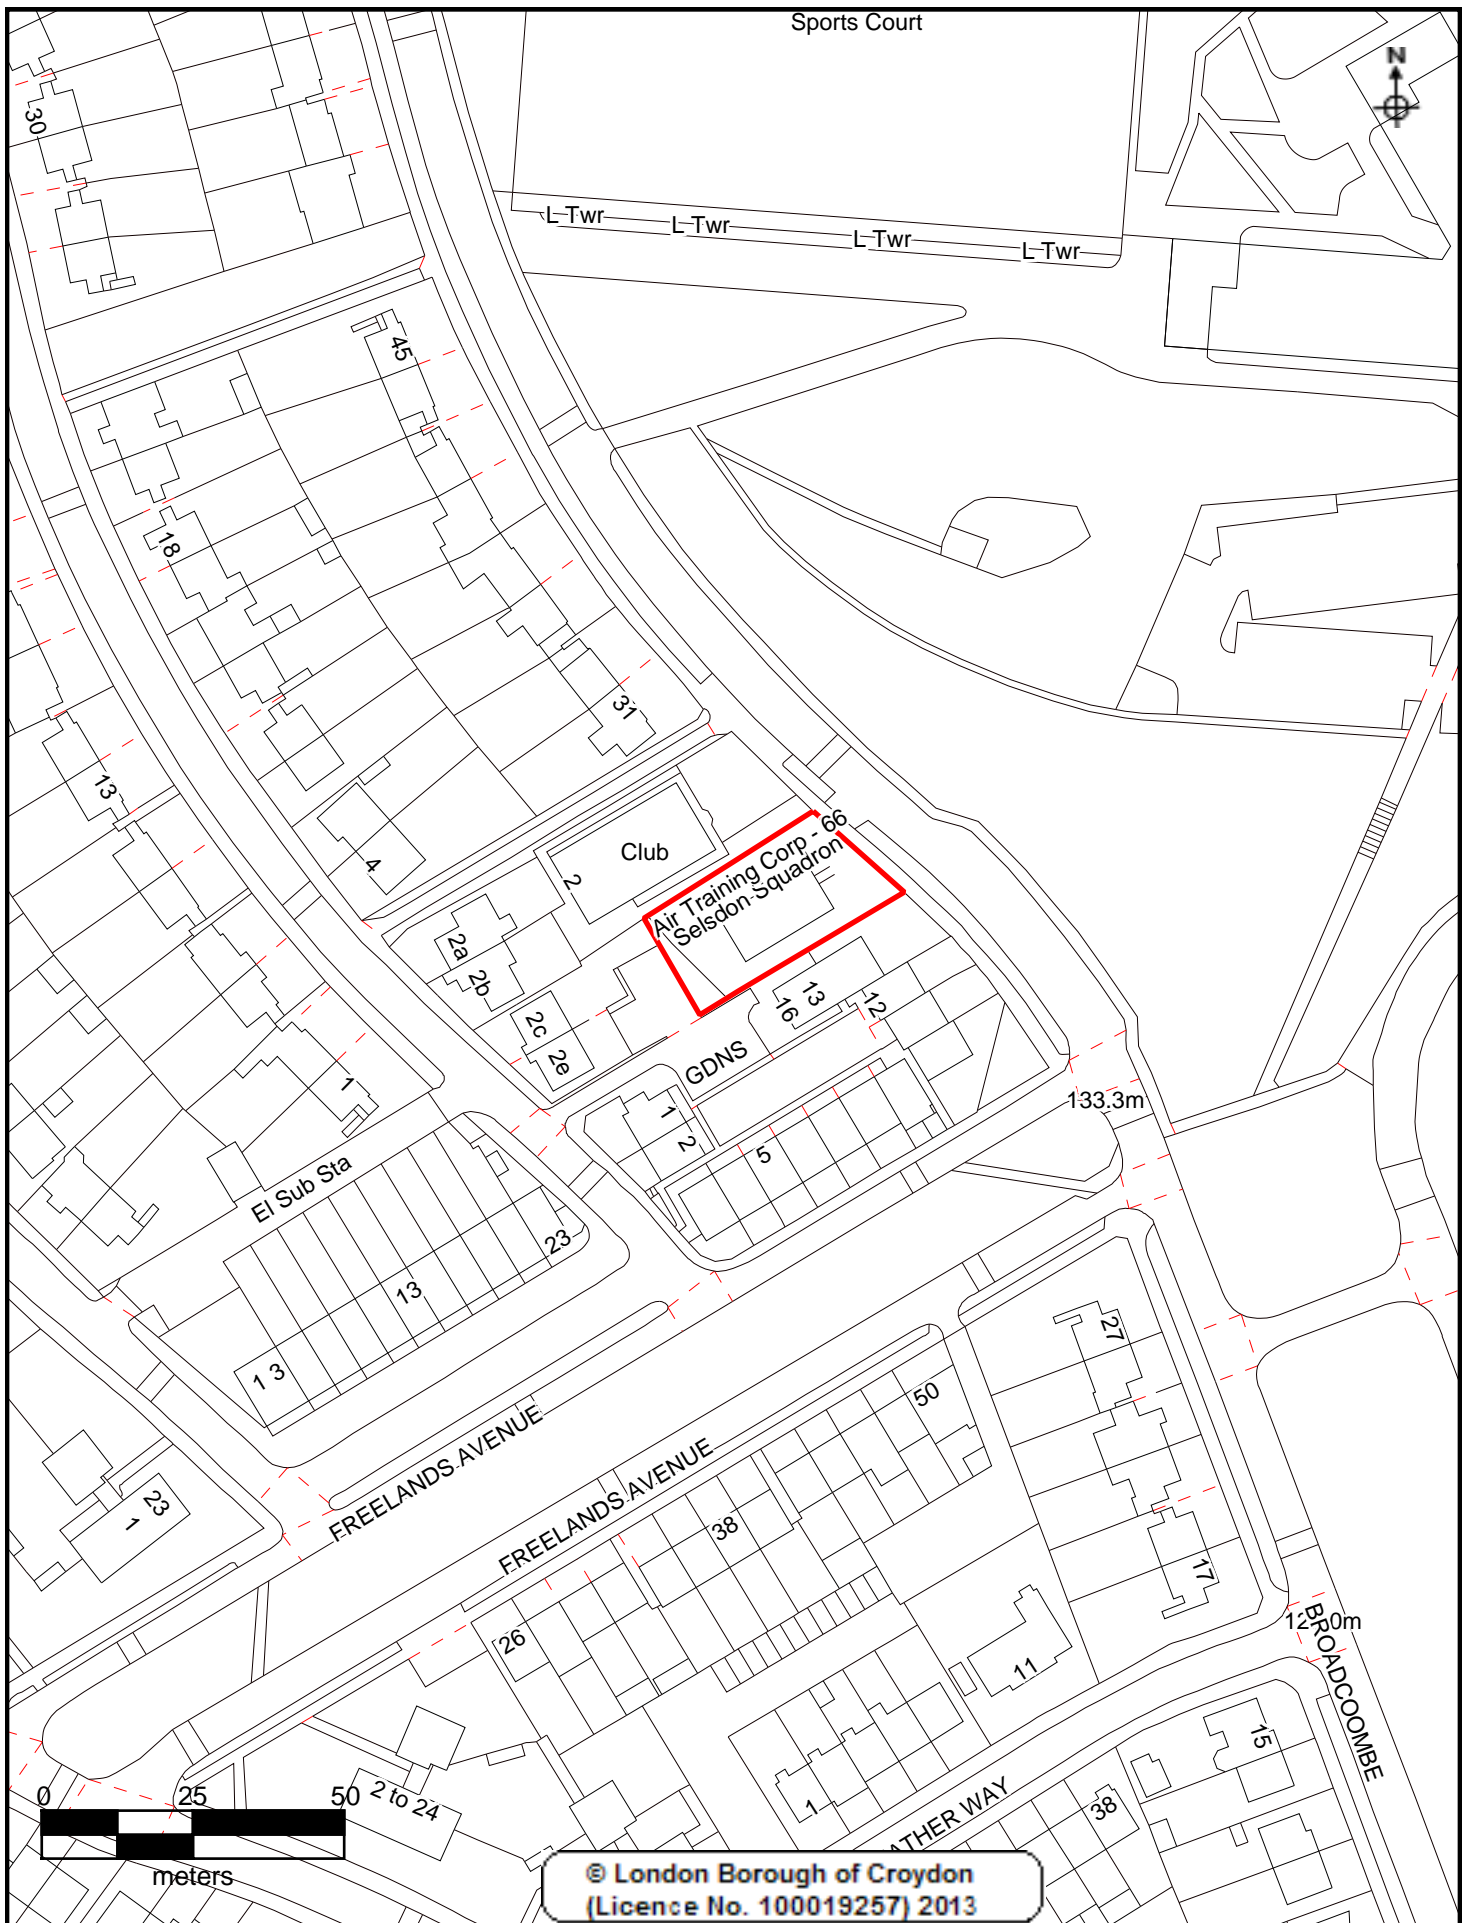 Sports Court
N
30
L Twr
L Twr
L Twr
L Twr
45
18
31
13
Club
Air Training Corp - 66
Selsdon Squadron
4
2
2a
2b
2c
2e
13
16
12
GDNS
1
1
2
133.3m
5
El Sub Sta
23
13
1 3
27
50
FREELANDS AVENUE
FREELANDS AVENUE
38
23
1
17
26
11
BROADCOOMBE
15
0
25
50
2 to 24
1
ATHER WAY
38
meters
© London Borough of Croydon
(Licence No. 100019257) 2013